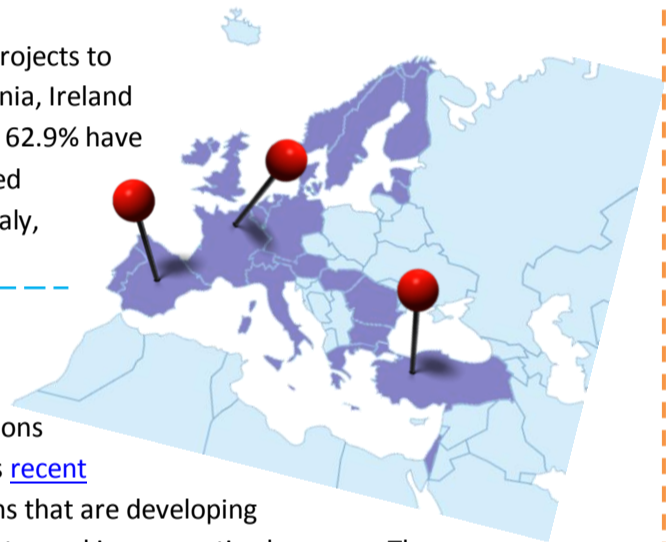 rojects to
nia, Ireland
62.9% have
ed
aly,
ons
s recent
ns that are developing